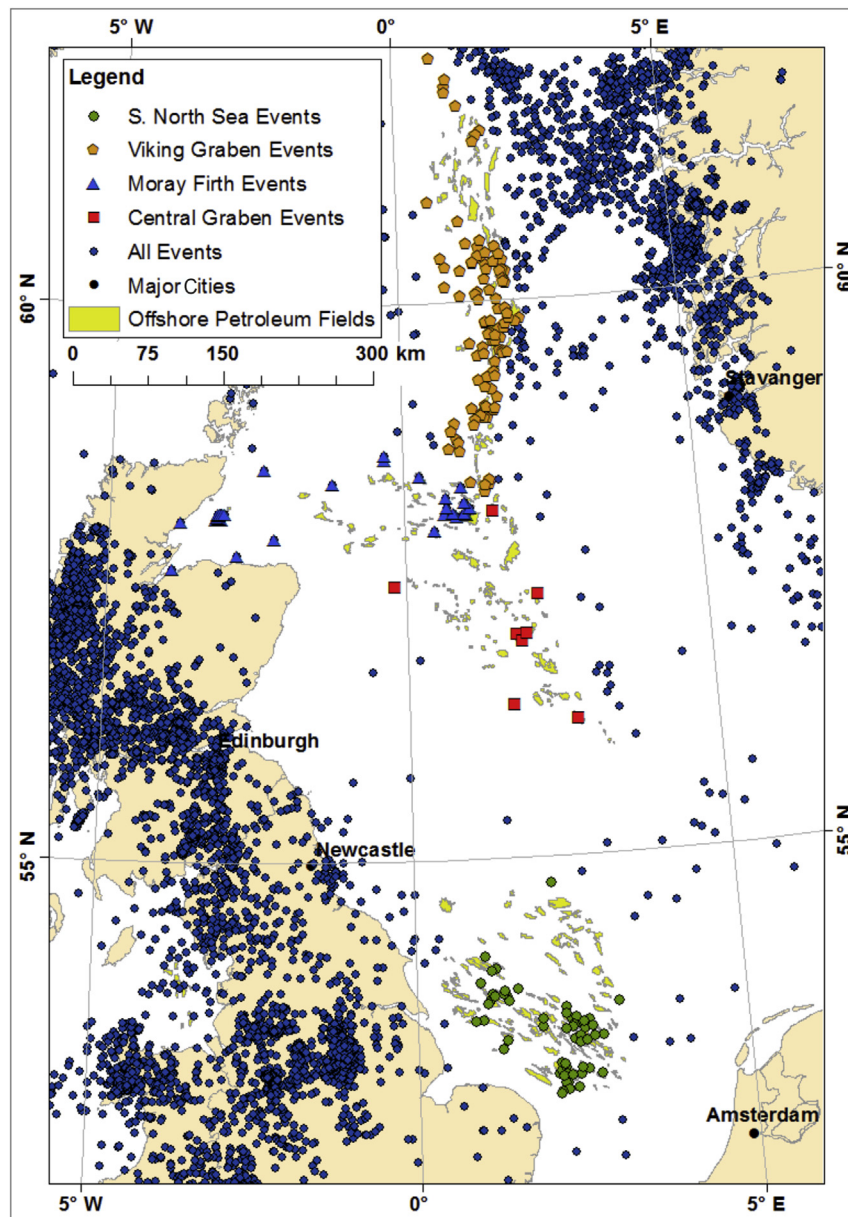 5° W 0° 5° E
Legend
S. North Sea Events
Viking Graben Events
Moray Firth Events
Central Graben Events
All Events
Major Cities
Offshore Petroleum Fields
0 75 150 300 km
60° N
60° N
Stavanger
Edinburgh
Newcastle
55° N
55° N
Amsterdam
5° W 0° 5° E